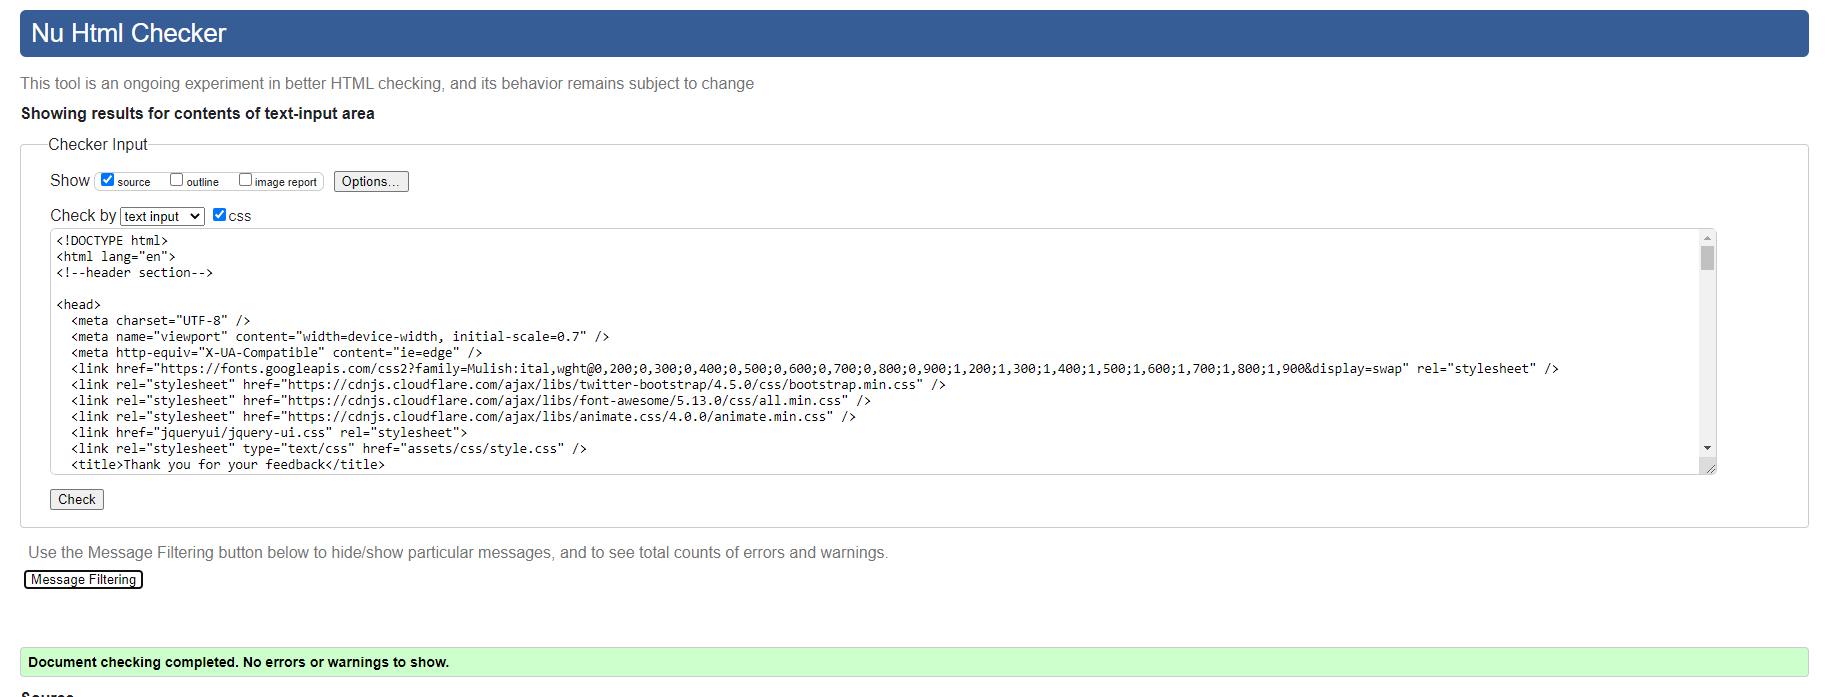 Nu Html Checker
This tool is an ongoing experiment in better HTML checking, and its behavior remains subject to change
Showing results for contents of text-input area
Checker Input
Show source outline image report Options...
Check by text input css
<!DOCTYPE html>
<html lang="en">
<!--header section-->
<head>
<meta charset="UTF-8" />
<meta name="viewport" content="width=device-width, initial-scale=0.7" />
<meta http-equiv="X-UA-Compatible" content="ie=edge" />
<link href="https://fonts.googleapis.com/css2?family=Mulish:ital,wght@0,200;0,300;0,400;0,500;0,600;0,700;0,800;0,900;1,200;1,300;1,400;1,500;1,600;1,700;1,800;1,900&display=swap" rel="stylesheet" />
<link rel="stylesheet" href="https://cdnjs.cloudflare.com/ajax/libs/twitter-bootstrap/4.5.0/css/bootstrap.min.css" />
<link rel="stylesheet" href="https://cdnjs.cloudflare.com/ajax/libs/font-awesome/5.13.0/css/all.min.css" />
<link rel="stylesheet" href="https://cdnjs.cloudflare.com/ajax/libs/animate.css/4.0.0/animate.min.css" />
<link href="jqueryui/jquery-ui.css" rel="stylesheet">
<link rel="stylesheet" type="text/css" href="assets/css/style.css" />
<title>Thank you for your feedback</title>
Check
Use the Message Filtering button below to hide/show particular messages, and to see total counts of errors and warnings.
Message Filtering
Document checking completed. No errors or warnings to show.
Source